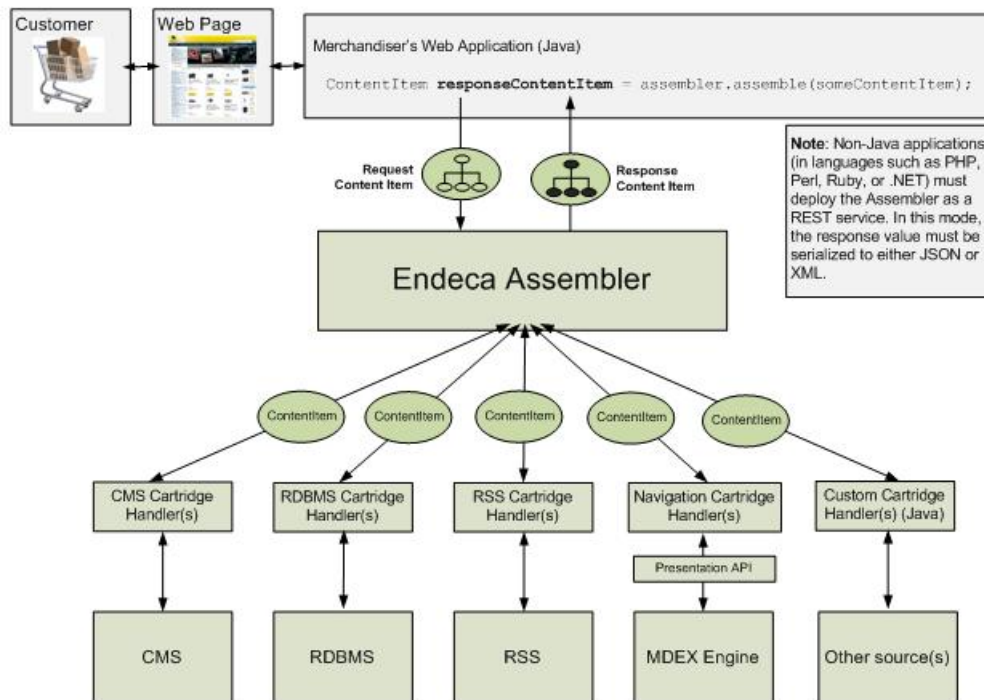 Customer
Web Page
Merchandiser's Web Application (Java)
ContentItem responseContentItem = assembler.assemble(someContentItem);
Request
Content Item
Response
Content Item
Note: Non-Java applications
(in languages such as PHP,
Perl, Ruby, or .NET) must
deploy the Assembler as a
REST service. In this mode,
the response value must be
serialized to either JSON or
XML.
Endeca Assembler
ContentItem
ContentItem
ContentItem
ContentItem
ContentItem
CMS Cartridge
Handler(s)
RDBMS Cartridge
Handler(s)
RSS Cartridge
Handler(s)
Navigation Cartridge
Handler(s)
Custom Cartridge
Handler(s) (Java)
Presentation API
CMS
RDBMS
RSS
MDEX Engine
Other source(s)